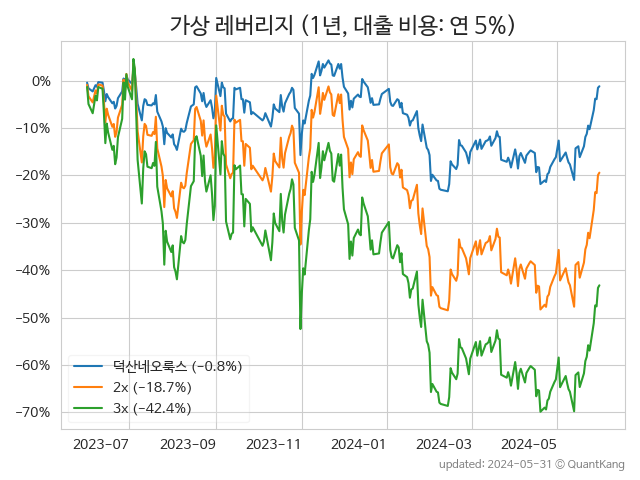 가상 레버리지 (1년, 대출 비용: 연 5%)
0%
−10%
−20%
−30%
−40%
−50%
−60%
−70%
덕산네오룩스 (−0.8%)
2x (−18.7%)
3x (−42.4%)
2023-07 2023-09 2023-11 2024-01 2024-03 2024-05
updated: 2024-05-31 © QuantKang